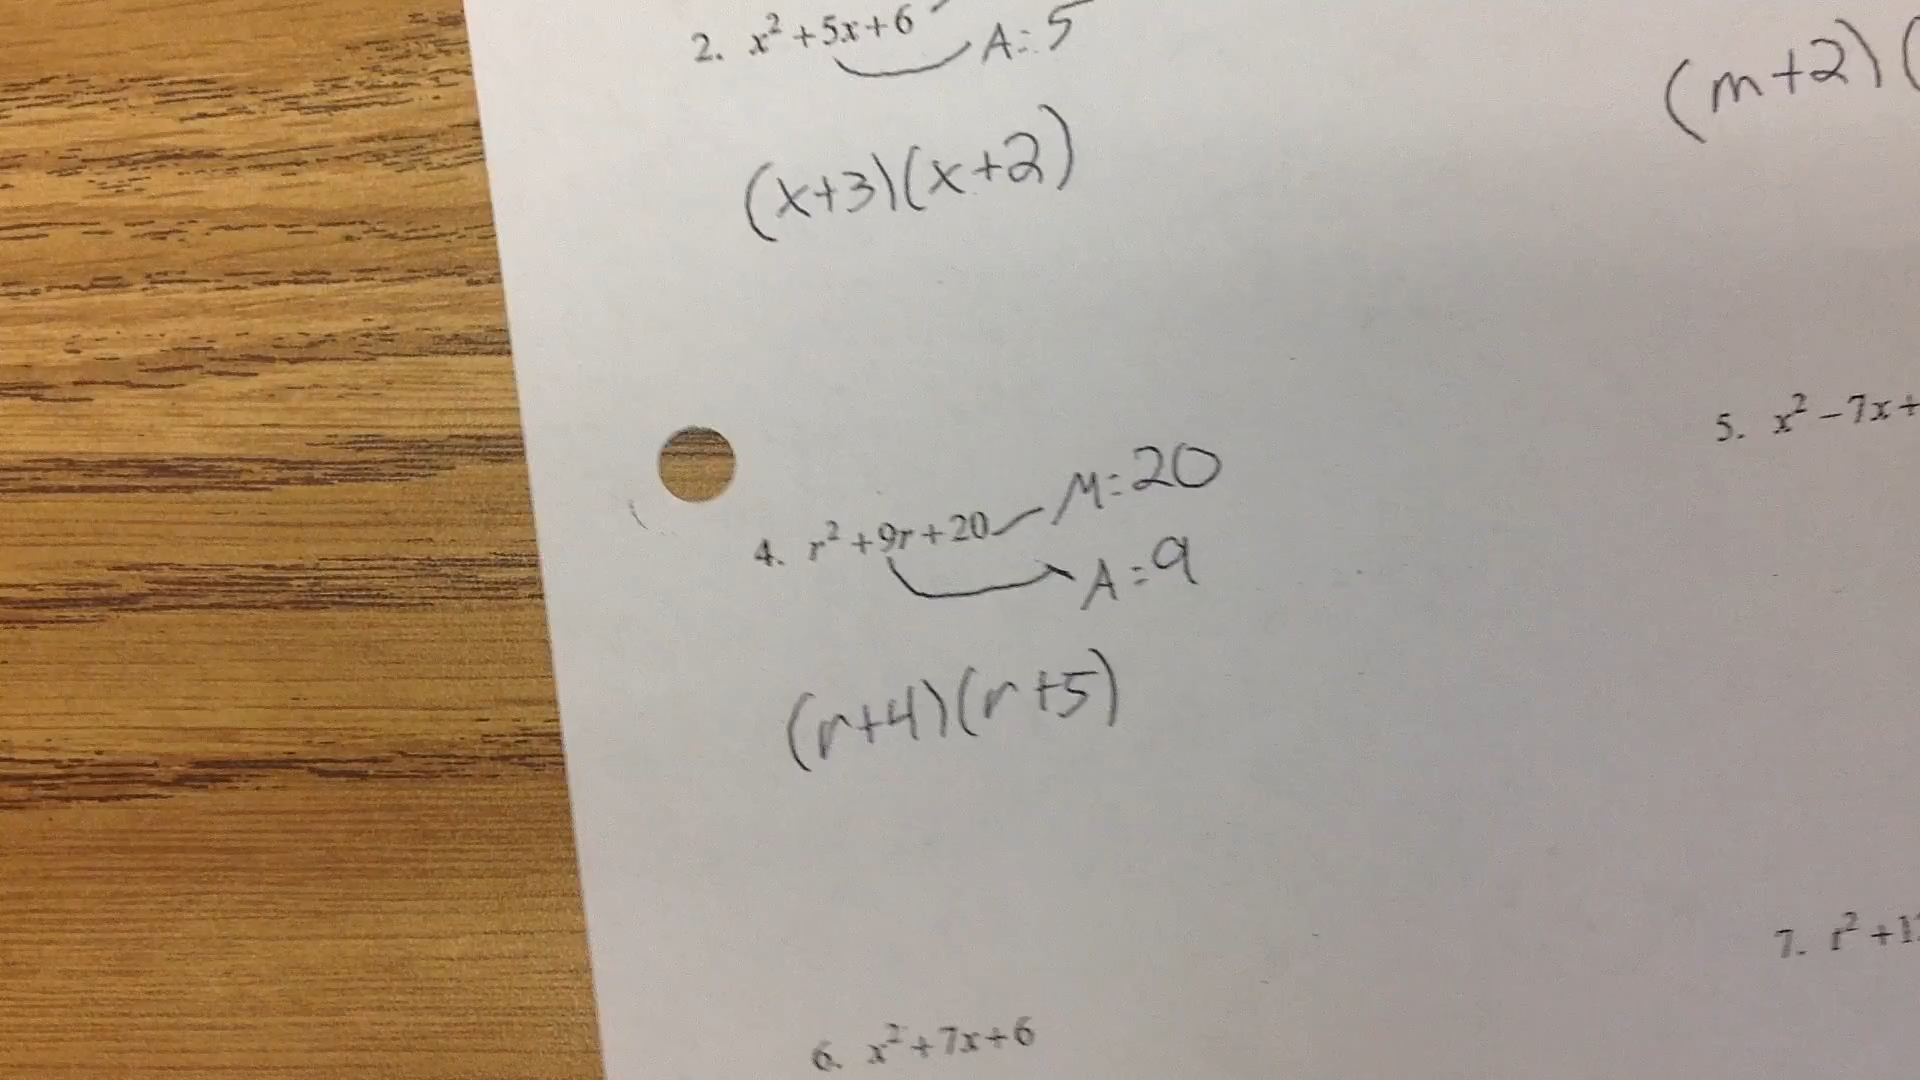 2. x² + 5x + 6 A = 5
(x+3)(x+2)
(m+2)(
4. r² + 9r + 20 M = 20
A = 9
(r+4)(r+5)
5. x² – 7x +
6. x² + 7x + 6
7. t² + 1